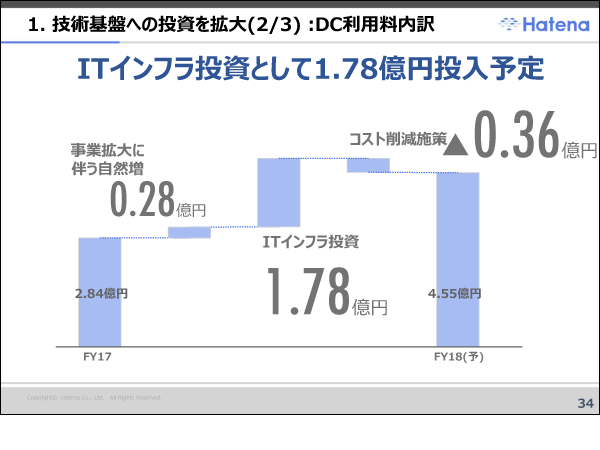 1. 技術基盤への投資を拡大(2/3) :DC利用料内訳
Hatena
ITインフラ投資として1.78億円投入予定
事業拡大に
伴う自然増
0.28億円
コスト削減施策
▲0.36億円
ITインフラ投資
1.78億円
2.84億円
4.55億円
FY17
FY18(予)
Copyright© Hatena Co., Ltd. All Rights Reserved.
34